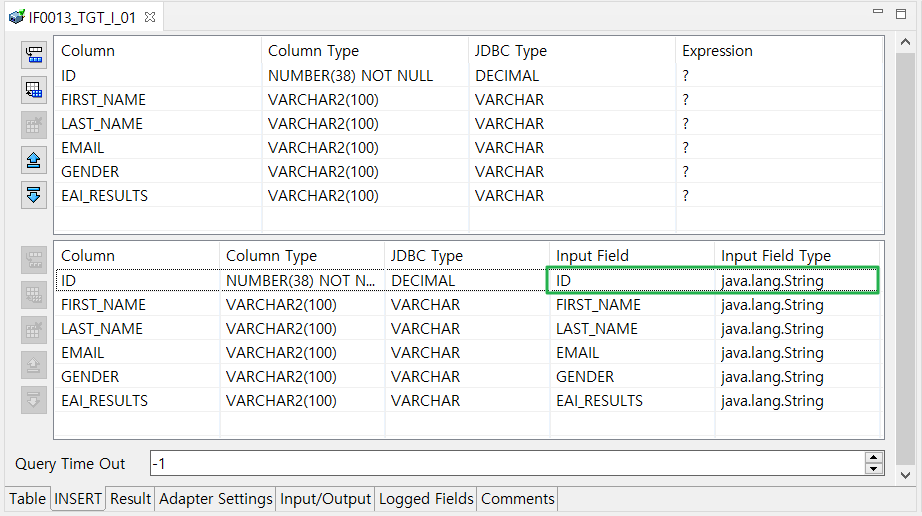 IF0013_TGT_I_01
Column Column Type JDBC Type Expression
ID NUMBER(38) NOT NULL DECIMAL ?
FIRST_NAME VARCHAR2(100) VARCHAR ?
LAST_NAME VARCHAR2(100) VARCHAR ?
EMAIL VARCHAR2(100) VARCHAR ?
GENDER VARCHAR2(100) VARCHAR ?
EAI_RESULTS VARCHAR2(100) VARCHAR ?
Column Column Type JDBC Type Input Field Input Field Type
ID NUMBER(38) NOT N... DECIMAL ID java.lang.String
FIRST_NAME VARCHAR2(100) VARCHAR FIRST_NAME java.lang.String
LAST_NAME VARCHAR2(100) VARCHAR LAST_NAME java.lang.String
EMAIL VARCHAR2(100) VARCHAR EMAIL java.lang.String
GENDER VARCHAR2(100) VARCHAR GENDER java.lang.String
EAI_RESULTS VARCHAR2(100) VARCHAR EAI_RESULTS java.lang.String
Query Time Out -1
Table INSERT Result Adapter Settings Input/Output Logged Fields Comments